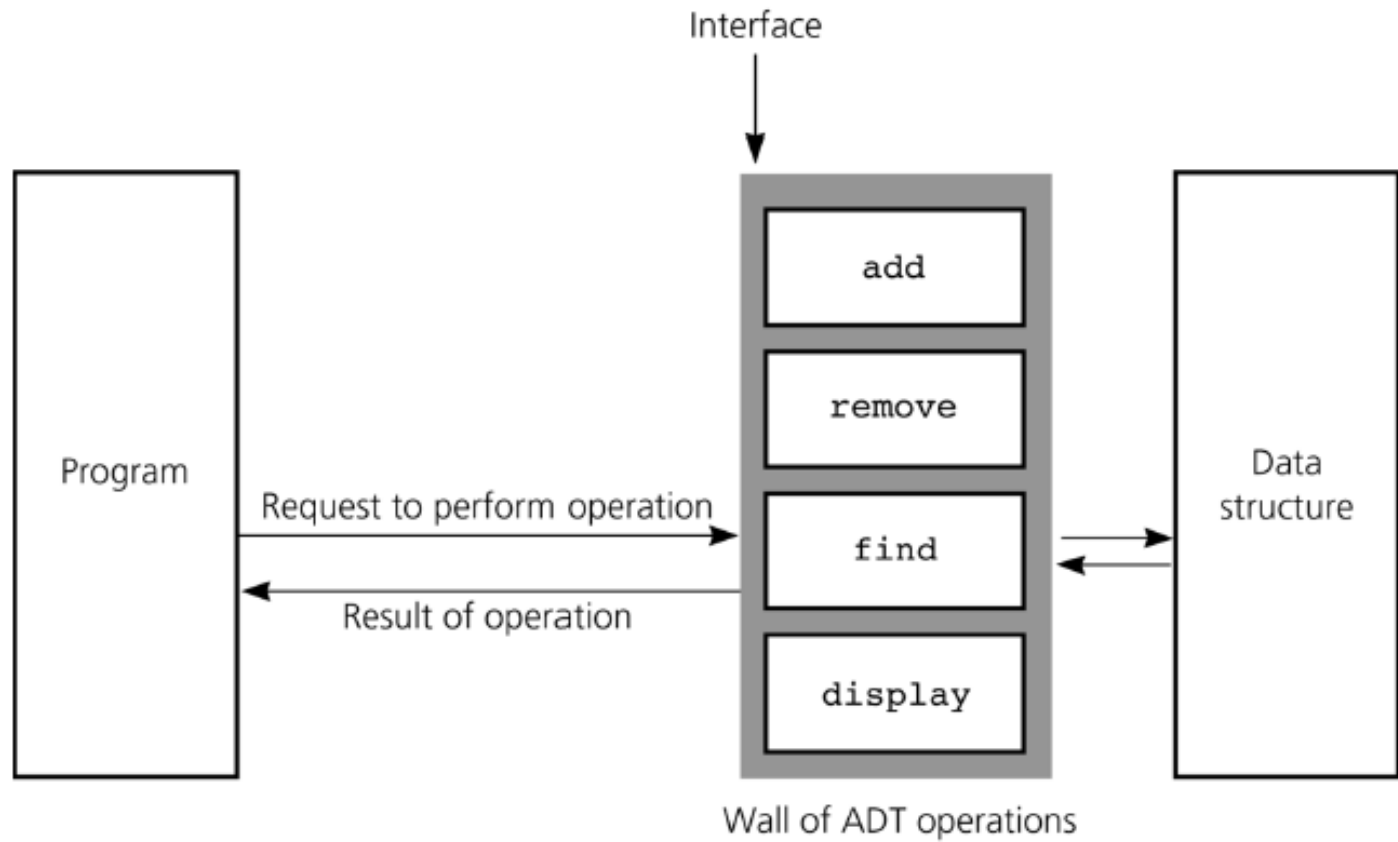 Interface
add
remove
Program
Request to perform operation
find
Data
structure
Result of operation
display
Wall of ADT operations